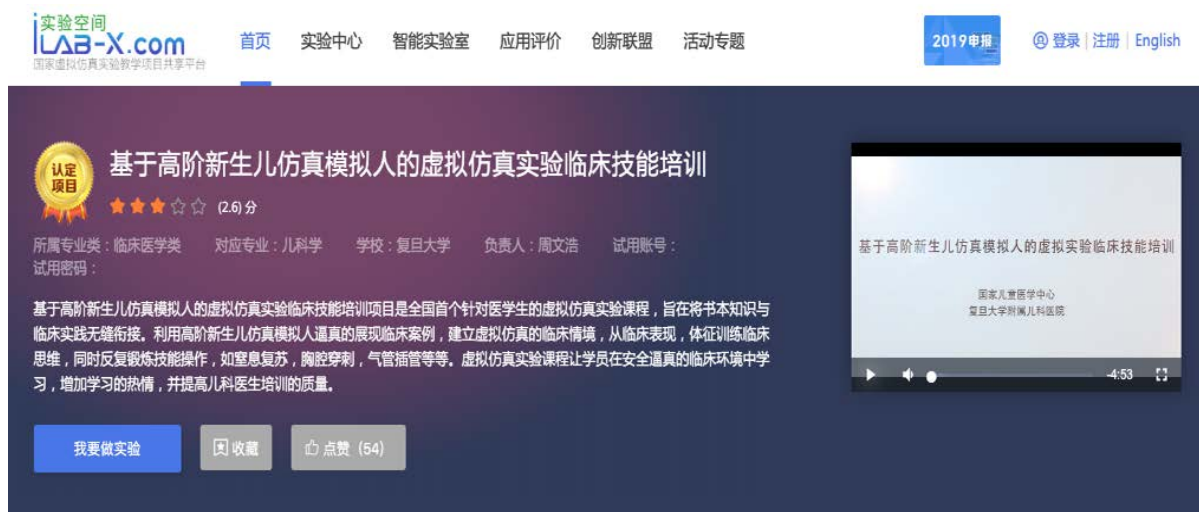 实验空间
iLAB-X.com
国家虚拟仿真实验教学项目共享平台
首页 实验中心 智能实验室 应用评价 创新联盟 活动专题
2019申报
登录 | 注册 | English
认定
项目
基于高阶新生儿仿真模拟人的虚拟仿真实验临床技能培训
(2.6) 分
所属专业类：临床医学类 对应专业：儿科学 学校：复旦大学 负责人：周文浩 试用账号：
试用密码：
基于高阶新生儿仿真模拟人的虚拟仿真实验临床技能培训项目是全国首个针对医学生的虚拟仿真实验课程，旨在将书本知识与
临床实践无缝衔接。利用高阶新生儿仿真模拟人逼真的展现临床案例，建立虚拟仿真的临床情境，从临床表现，体征训练临床
思维，同时反复锻炼技能操作，如窒息复苏，胸腔穿刺，气管插管等等。虚拟仿真实验课程让学员在安全逼真的临床环境中学
习，增加学习的热情，并提高儿科医生培训的质量。
我要做实验 收藏 点赞（54）
基于高阶新生儿仿真模拟人的虚拟实验临床技能培训
国家儿童医学中心
复旦大学附属儿科医院
-4:53